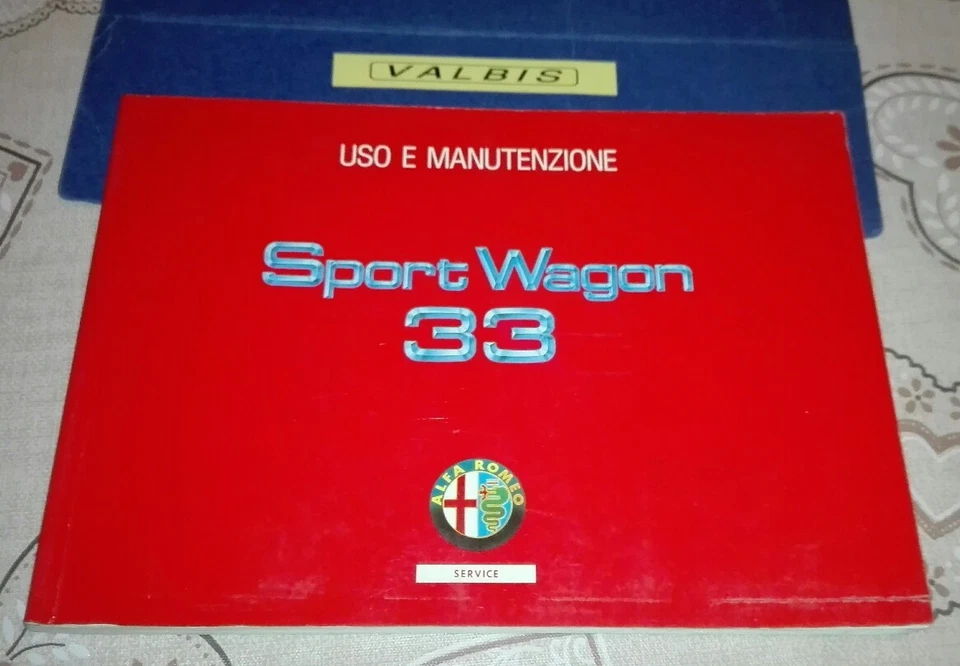 VALBIS
USO E MANUTENZIONE
Sport Wagon
33
ALFA ROMEO
SERVICE